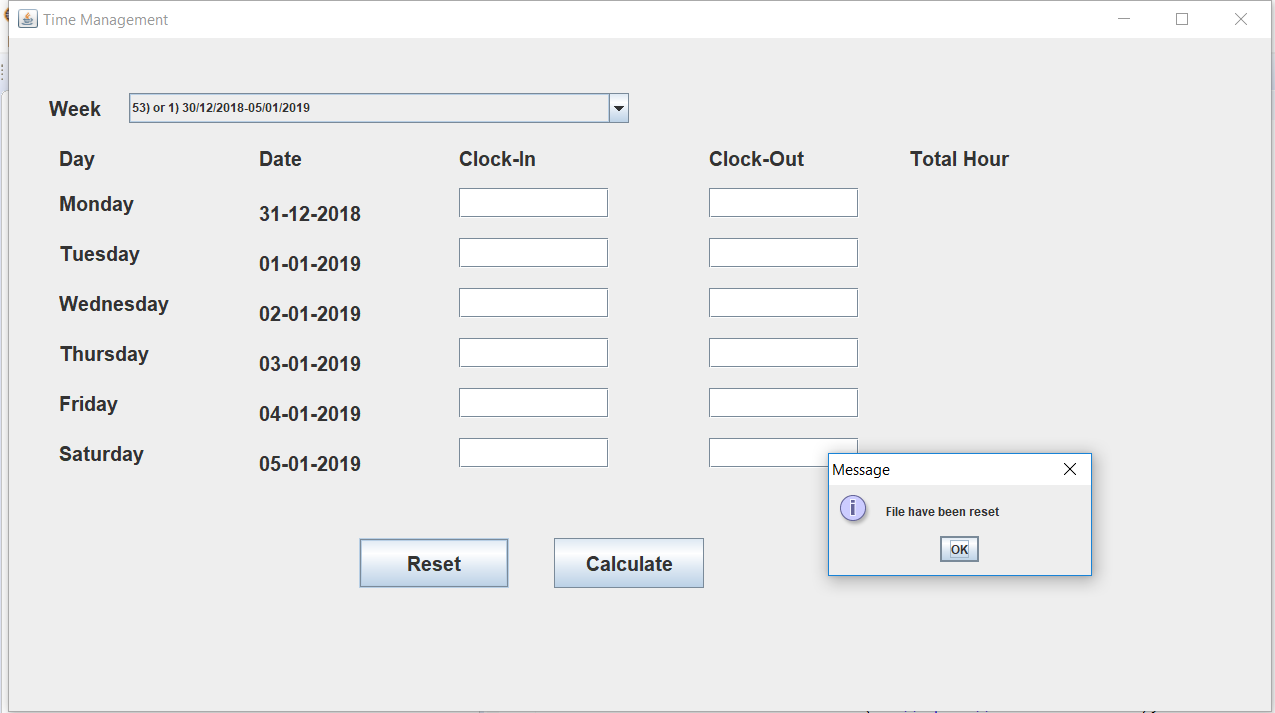 Time Management
Week 53) or 1) 30/12/2018-05/01/2019
Day Date Clock-In Clock-Out Total Hour
Monday 31-12-2018
Tuesday 01-01-2019
Wednesday 02-01-2019
Thursday 03-01-2019
Friday 04-01-2019
Saturday 05-01-2019
Reset Calculate
Message
File have been reset
OK